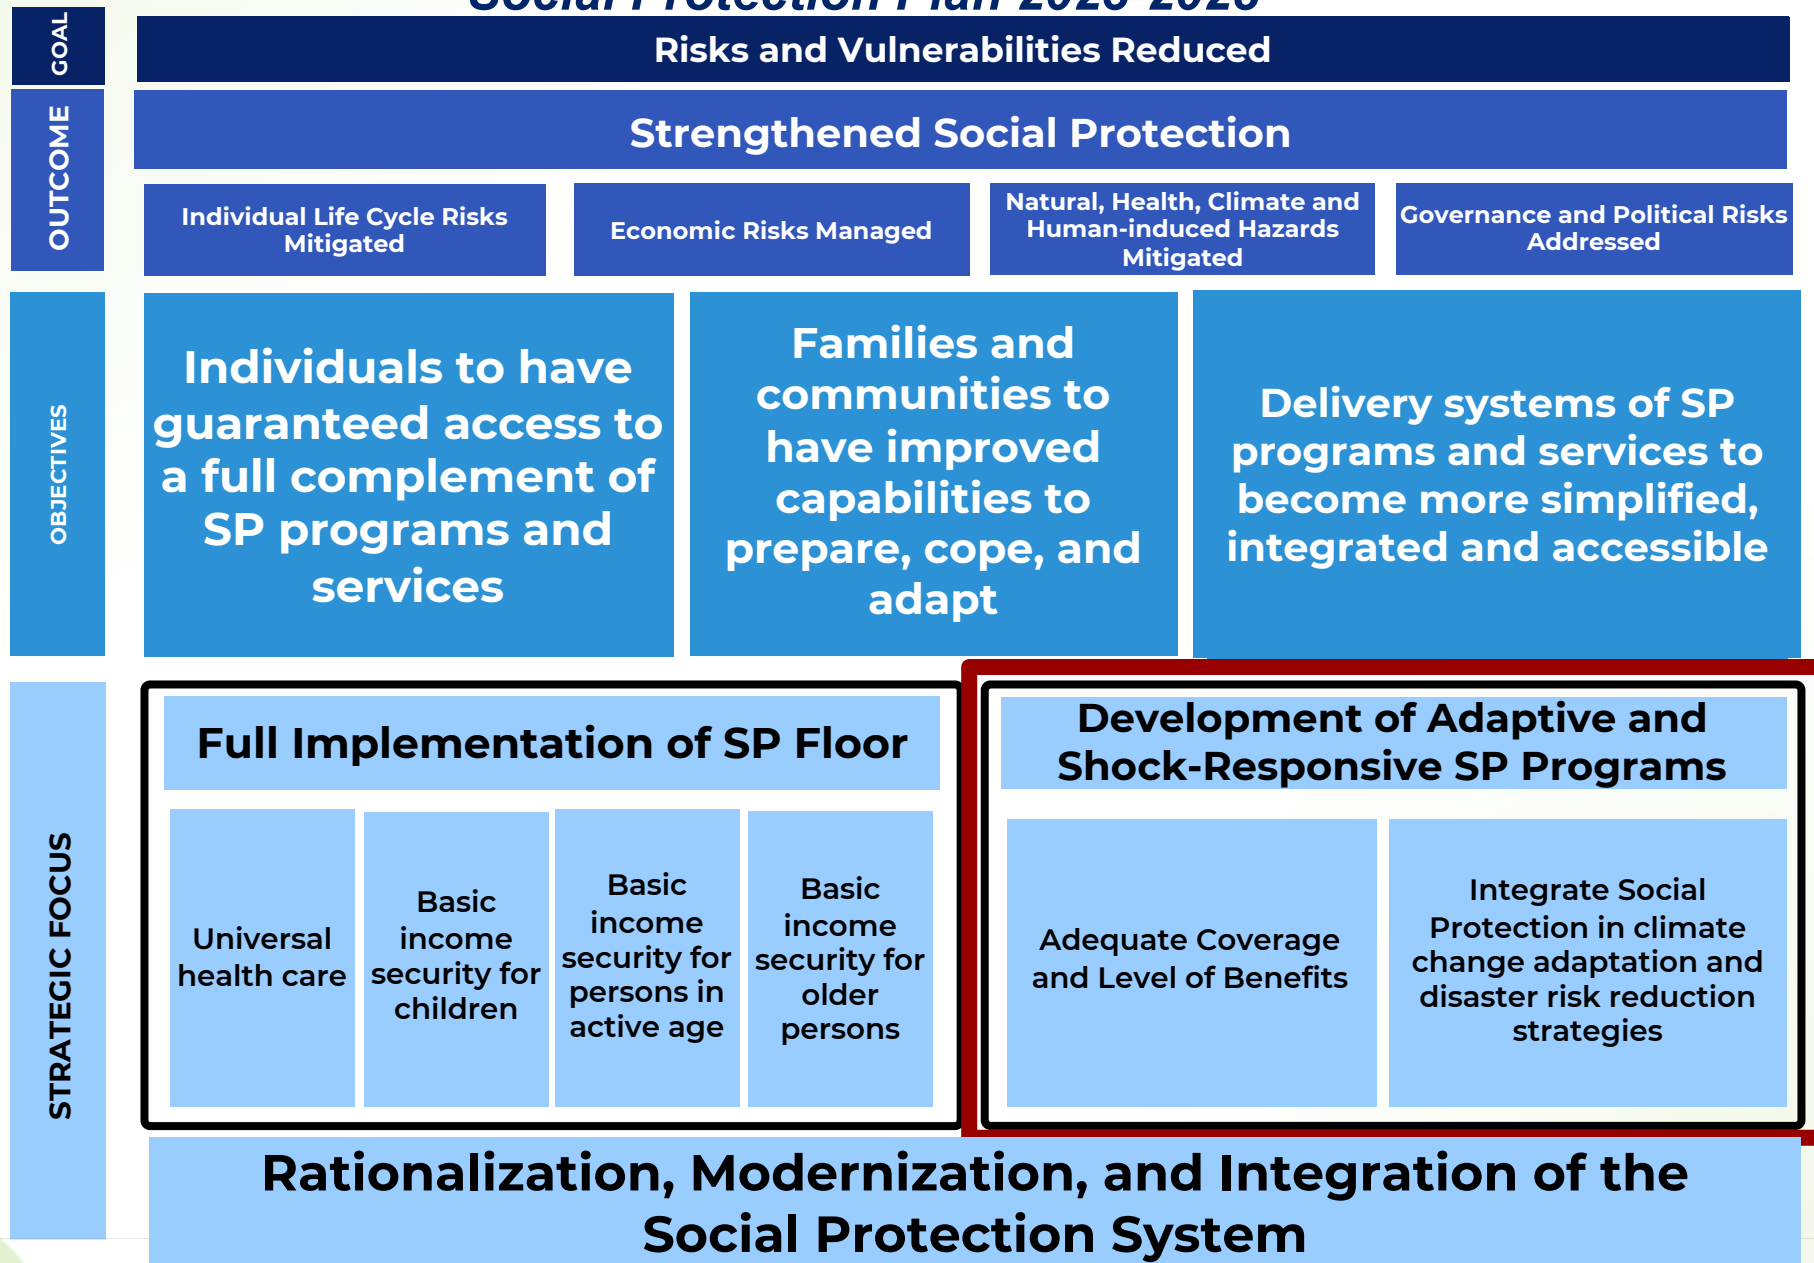 Social Protection Plan 2023-2028
GOAL
Risks and Vulnerabilities Reduced
OUTCOME
Strengthened Social Protection
Individual Life Cycle Risks
Mitigated
Economic Risks Managed
Natural, Health, Climate and
Human-induced Hazards
Mitigated
Governance and Political Risks
Addressed
OBJECTIVES
Individuals to have
guaranteed access to
a full complement of
SP programs and
services
Families and
communities to
have improved
capabilities to
prepare, cope, and
adapt
Delivery systems of SP
programs and services to
become more simplified,
integrated and accessible
STRATEGIC FOCUS
Full Implementation of SP Floor
Universal
health care
Basic
income
security for
children
Basic
income
security for
persons in
active age
Basic
income
security for
older
persons
Development of Adaptive and
Shock-Responsive SP Programs
Adequate Coverage
and Level of Benefits
Integrate Social
Protection in climate
change adaptation and
disaster risk reduction
strategies
Rationalization, Modernization, and Integration of the
Social Protection System